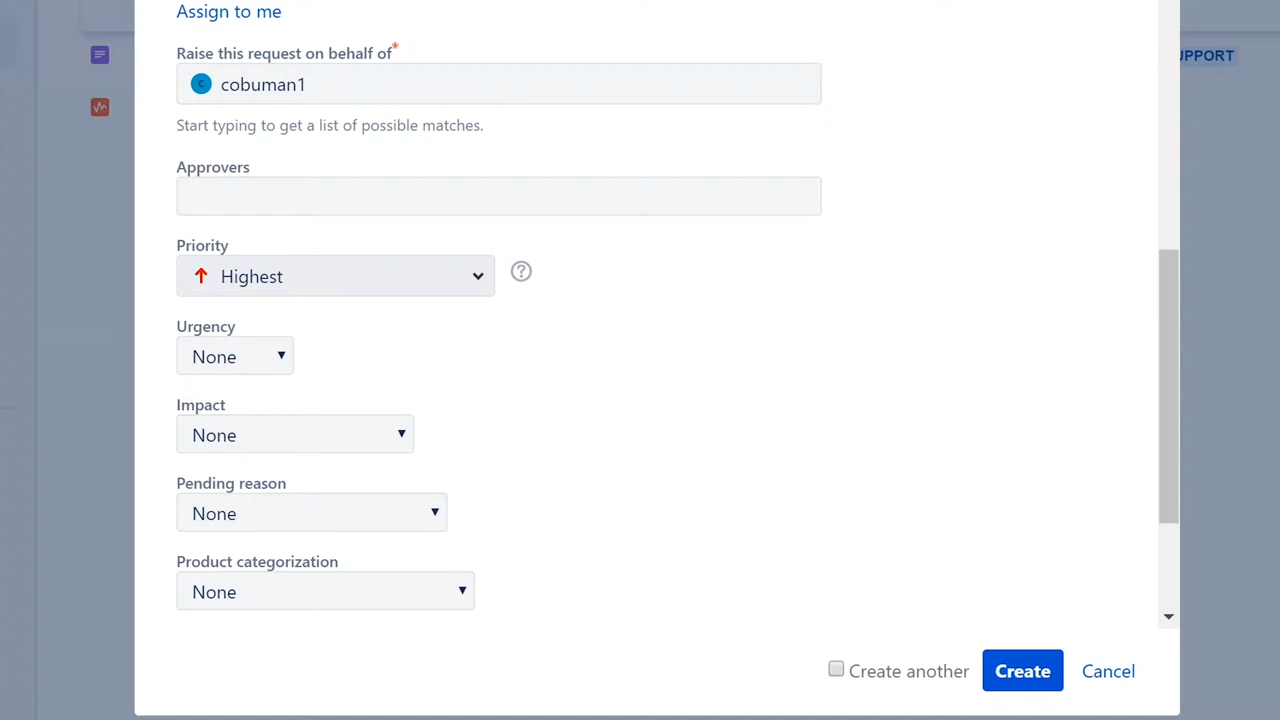 Assign to me
Raise this request on behalf of*
C cobuman1
Start typing to get a list of possible matches.
Approvers
Priority
Highest
Urgency
None
Impact
None
Pending reason
None
Product categorization
None
Create another Create Cancel